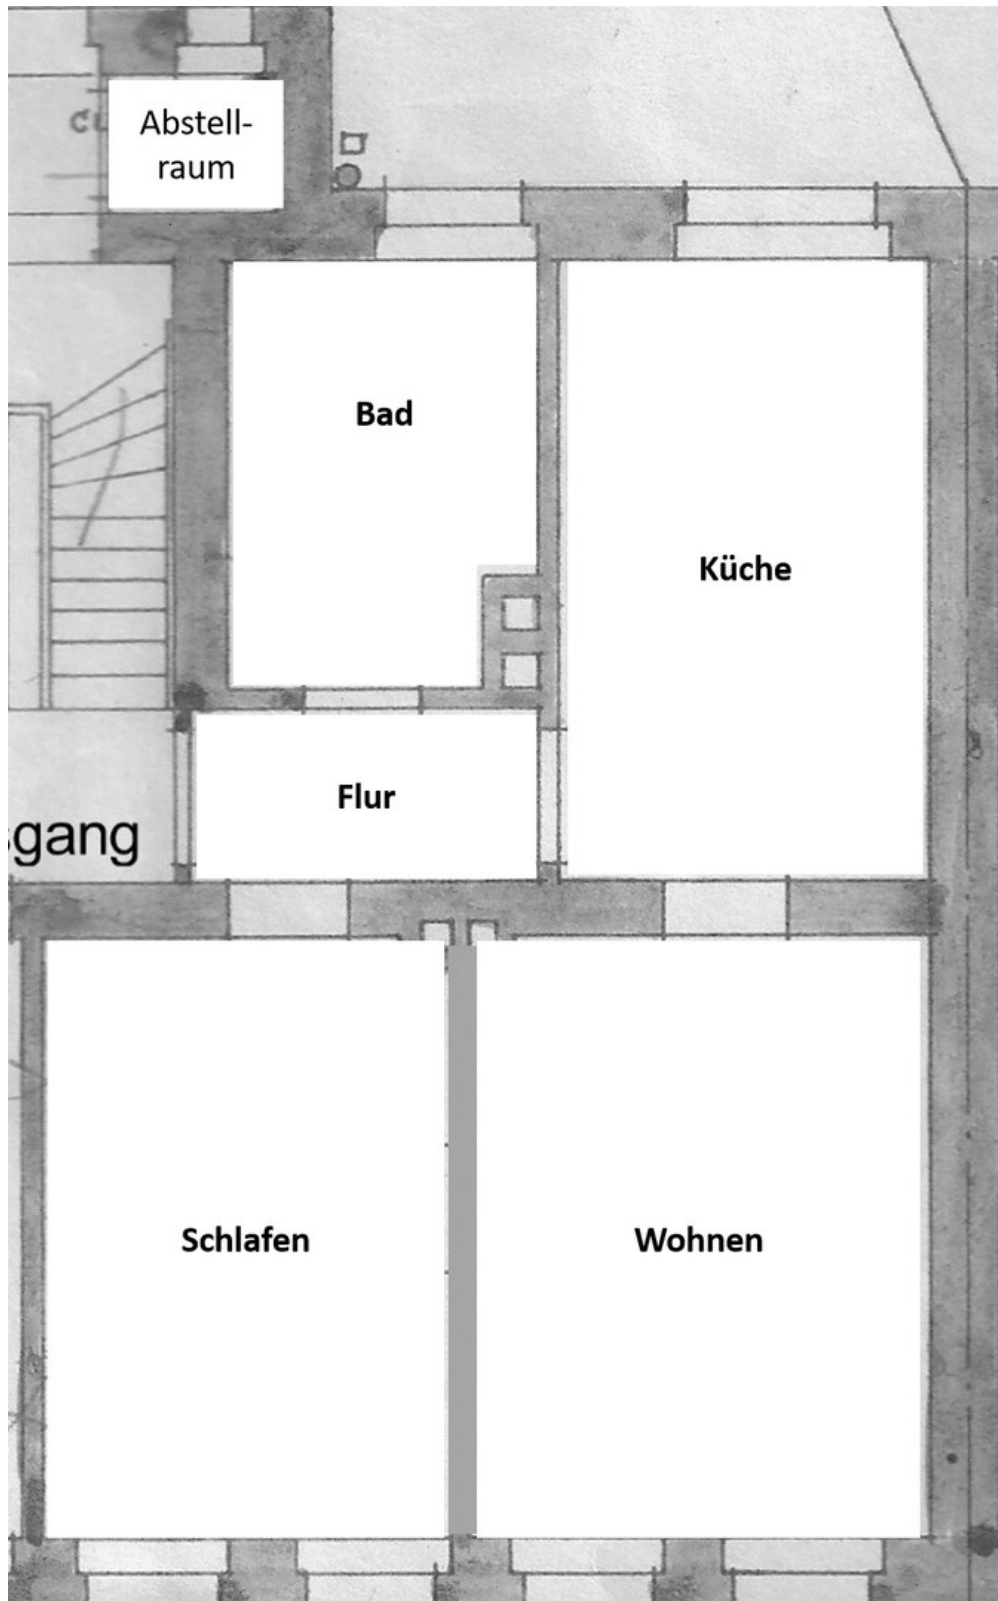 Abstell-
raum
Bad
Küche
Flur
sgang
Schlafen
Wohnen